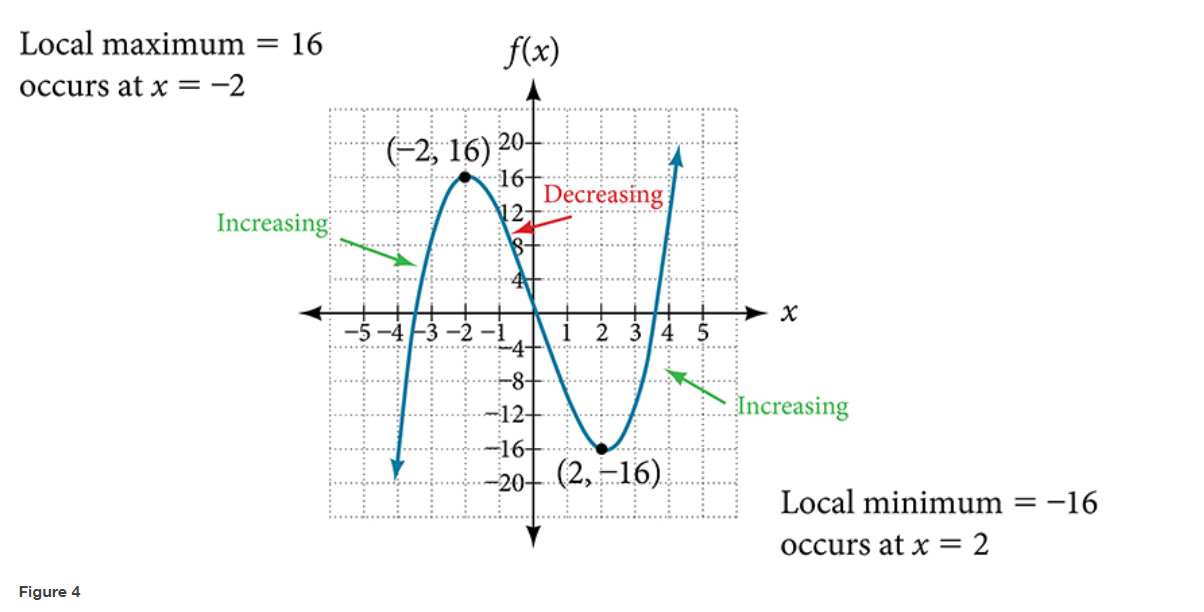 Local maximum = 16
occurs at x = −2
f(x)
(−2, 16)
20
16
Decreasing
12
Increasing
8
4
x
−5 −4 −3 −2 −1 1 2 3 4 5
−4
−8
−12
Increasing
−16
(2, −16)
−20
Local minimum = −16
occurs at x = 2
Figure 4